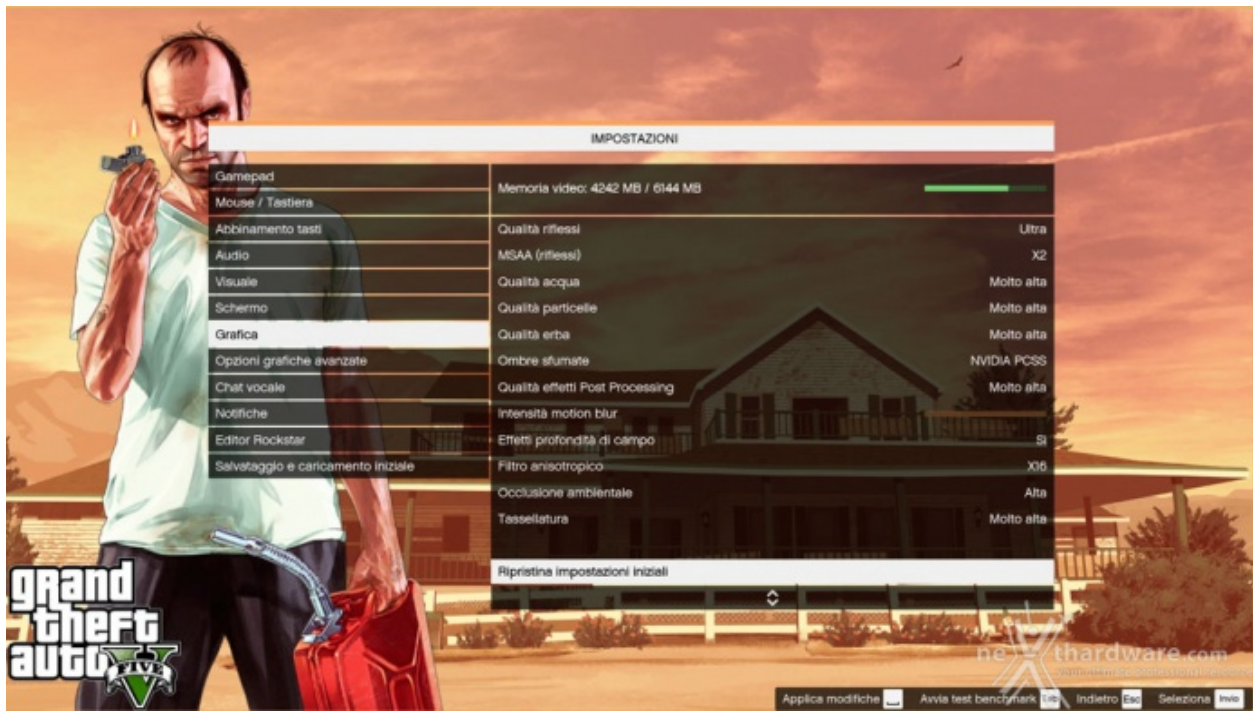 IMPOSTAZIONI
Gamepad
Mouse / Tastiera
Abbinamento tasti
Audio
Visuale
Schermo
Grafica
Opzioni grafiche avanzate
Chat vocale
Notifiche
Editor Rockstar
Salvataggio e caricamento iniziale
Memoria video: 4242 MB / 6144 MB
Qualità riflessi Ultra
MSAA (riflessi) X2
Qualità acqua Molto alta
Qualità particelle Molto alta
Qualità erba Molto alta
Ombre sfumate NVIDIA PCSS
Qualità effetti Post Processing Molto alta
Intensità motion blur
Effetti profondità di campo Sì
Filtro anisotropico X16
Occlusione ambientale Alta
Tassellatura Molto alta
Ripristina impostazioni iniziali
grand
theft
auto
FIVE
nexthardware.com
Applica modifiche Avvia test benchmark Tab Indietro Esc Seleziona Invio